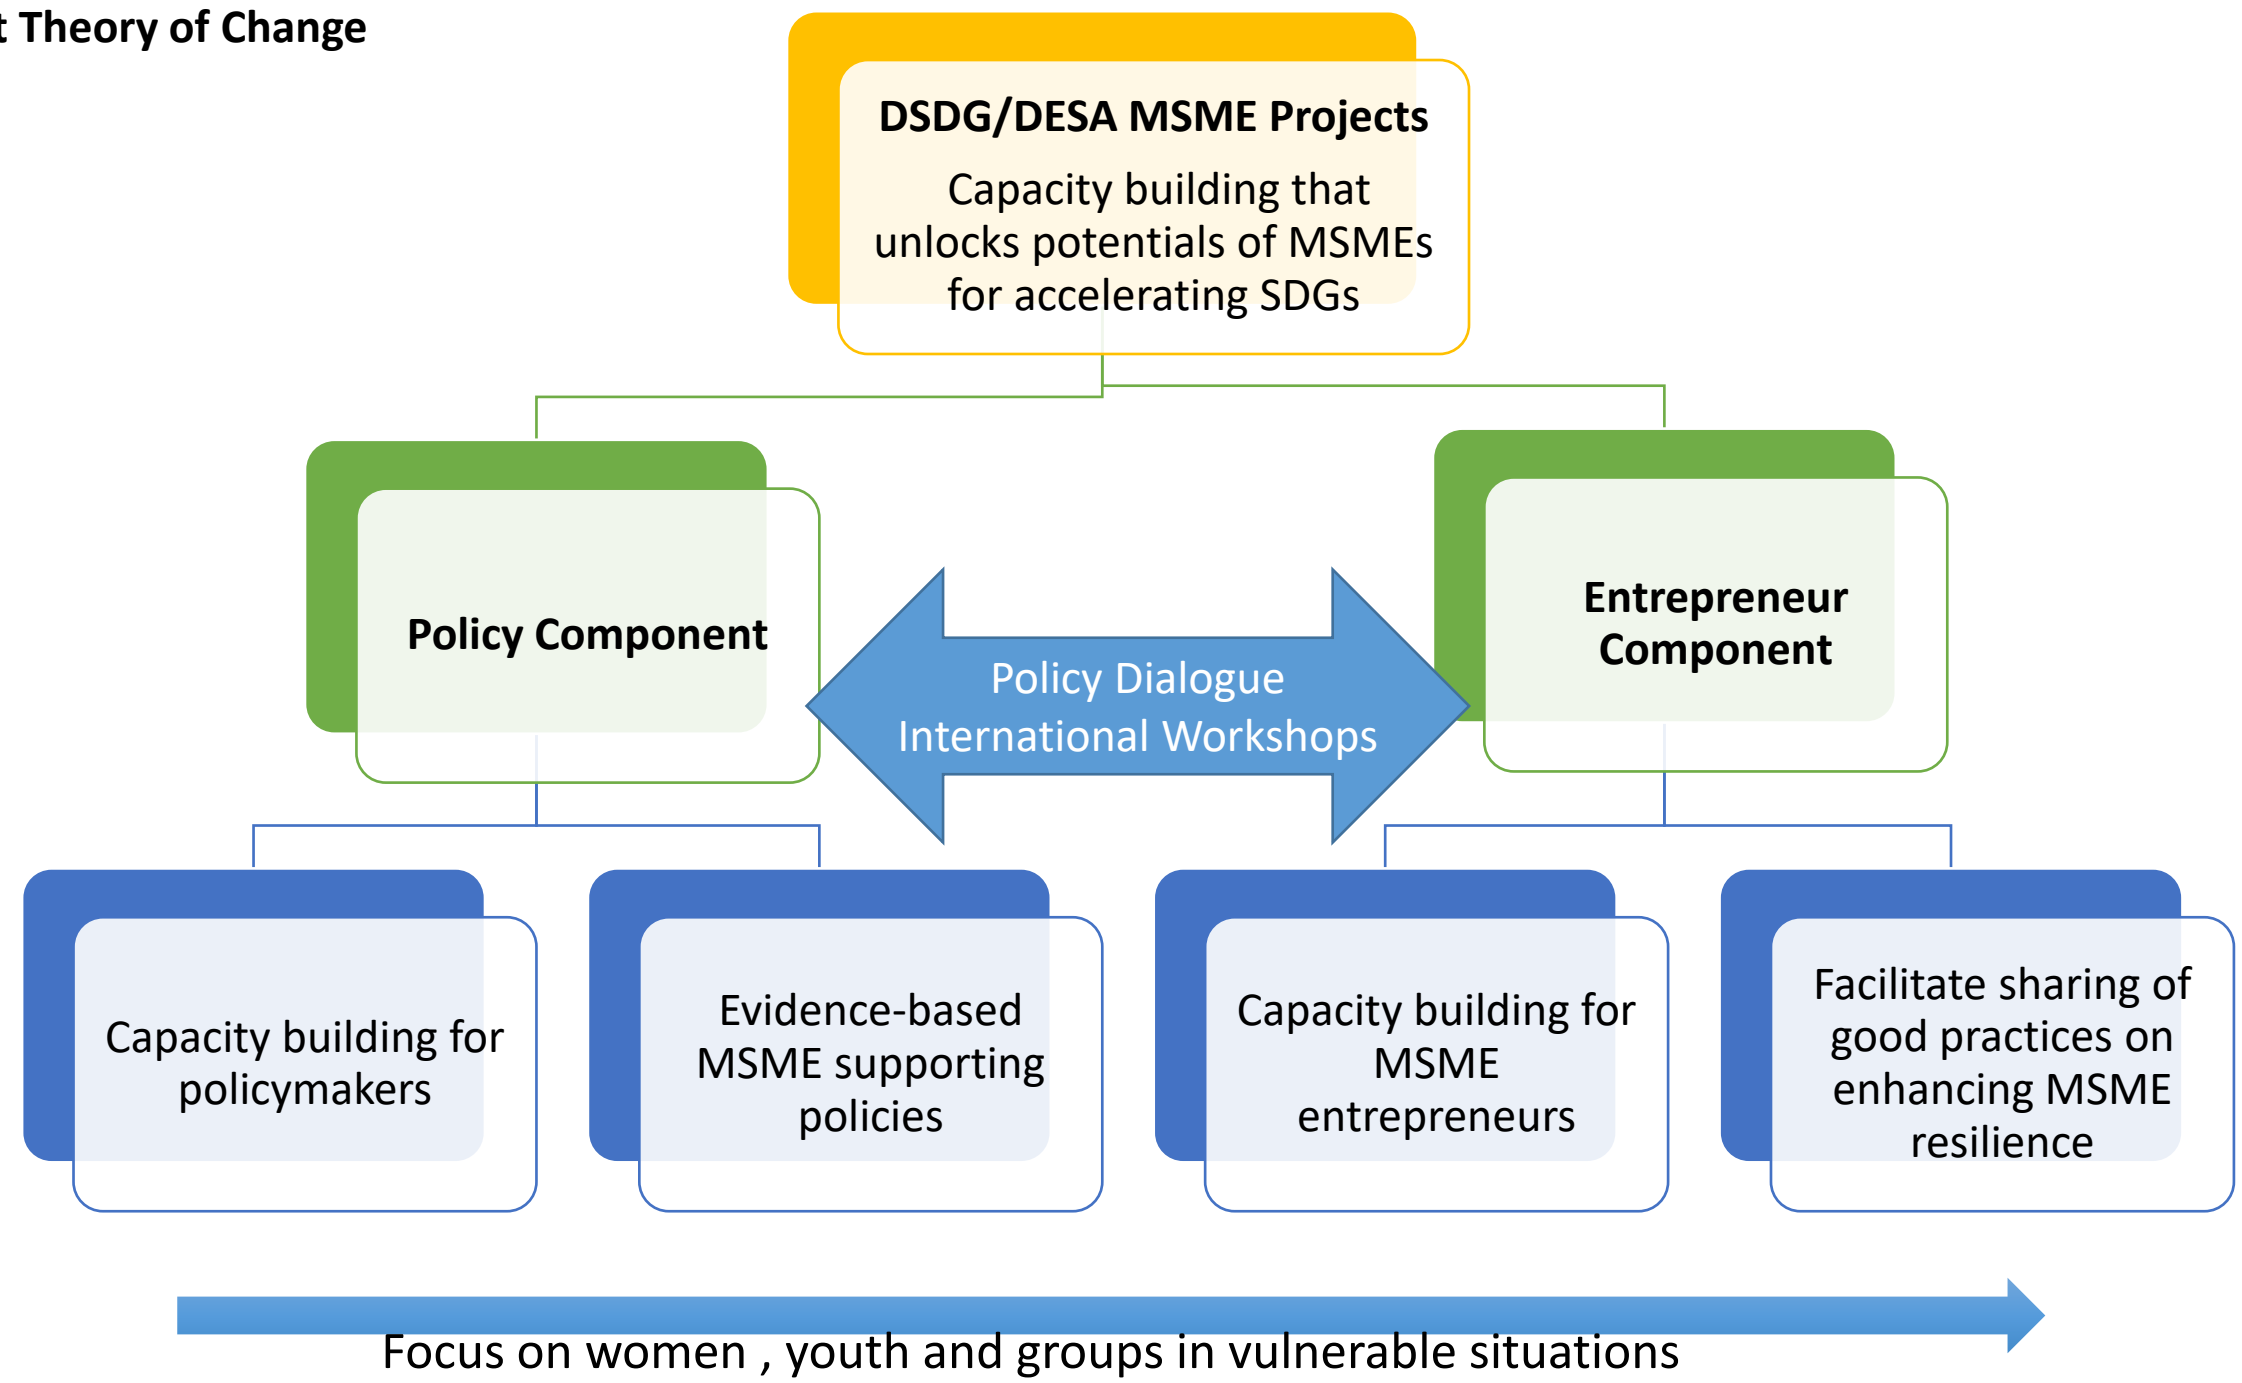 t Theory of Change
DSDG/DESA MSME Projects
Capacity building that
unlocks potentials of MSMEs
for accelerating SDGs
Policy Component
Policy Dialogue
International Workshops
Entrepreneur
Component
Capacity building for
policymakers
Evidence-based
MSME supporting
policies
Capacity building for
MSME
entrepreneurs
Facilitate sharing of
good practices on
enhancing MSME
resilience
Focus on women , youth and groups in vulnerable situations